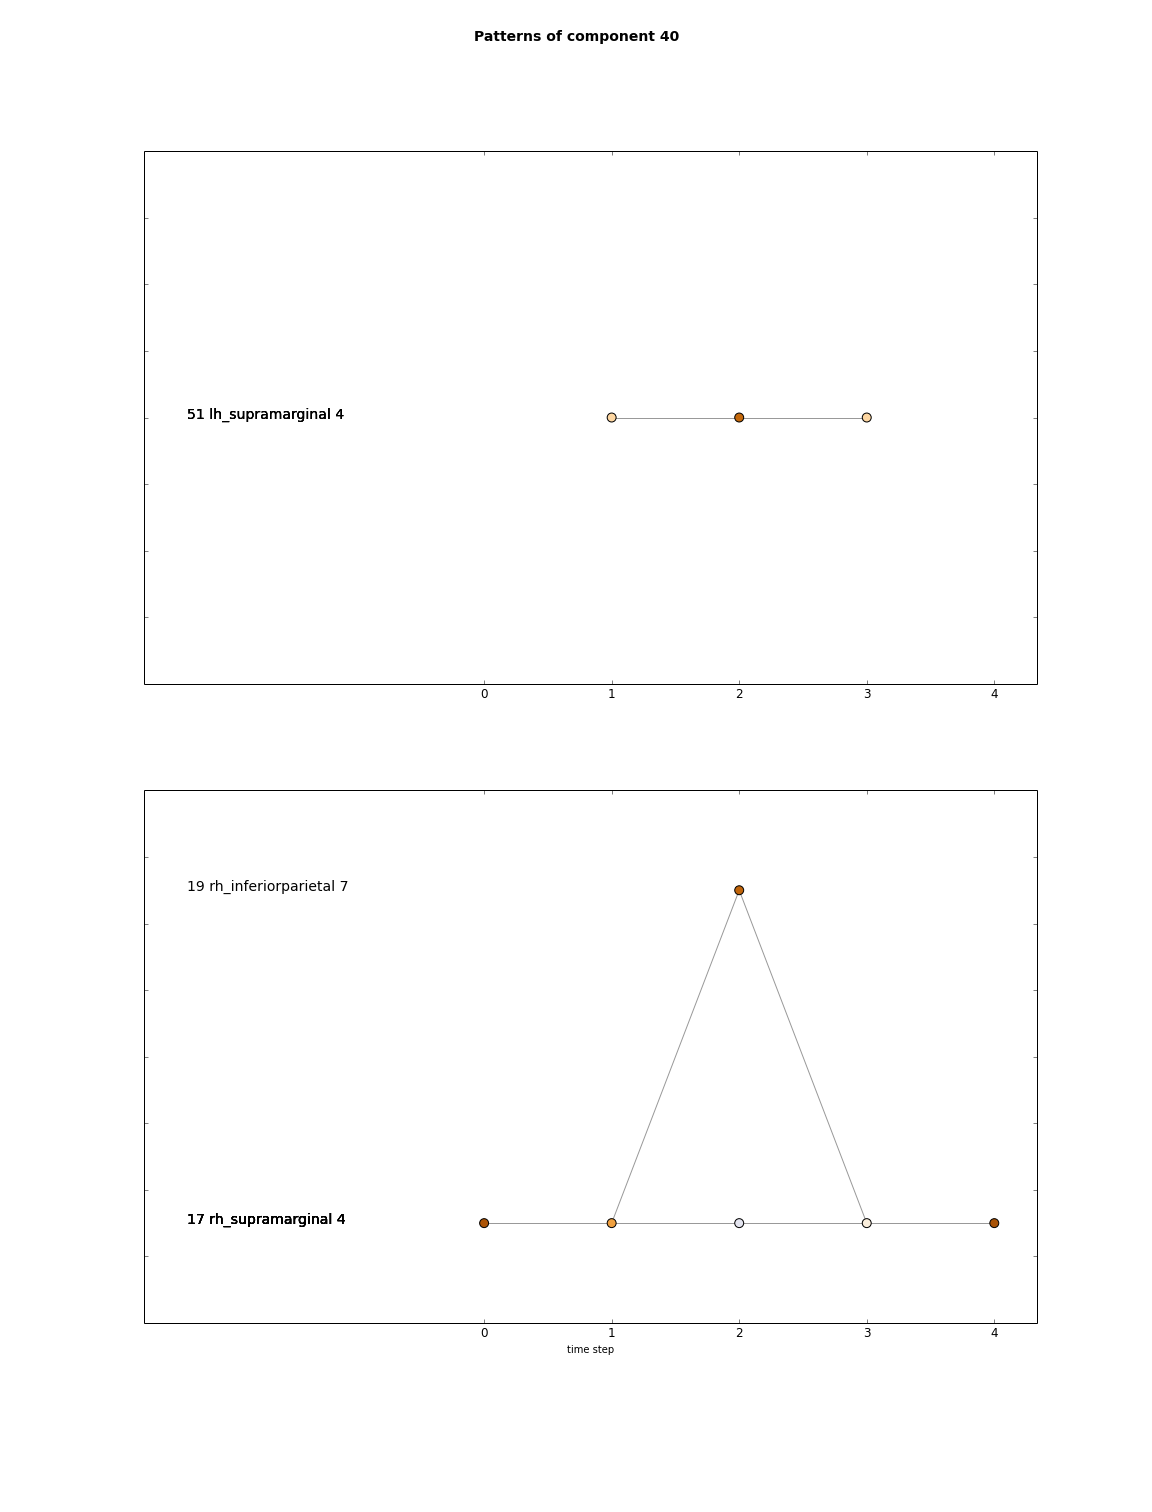 Patterns of component 40
51 lh_supramarginal 4
0 1 2 3 4
19 rh_inferiorparietal 7
17 rh_supramarginal 4
0 1 2 3 4
time step